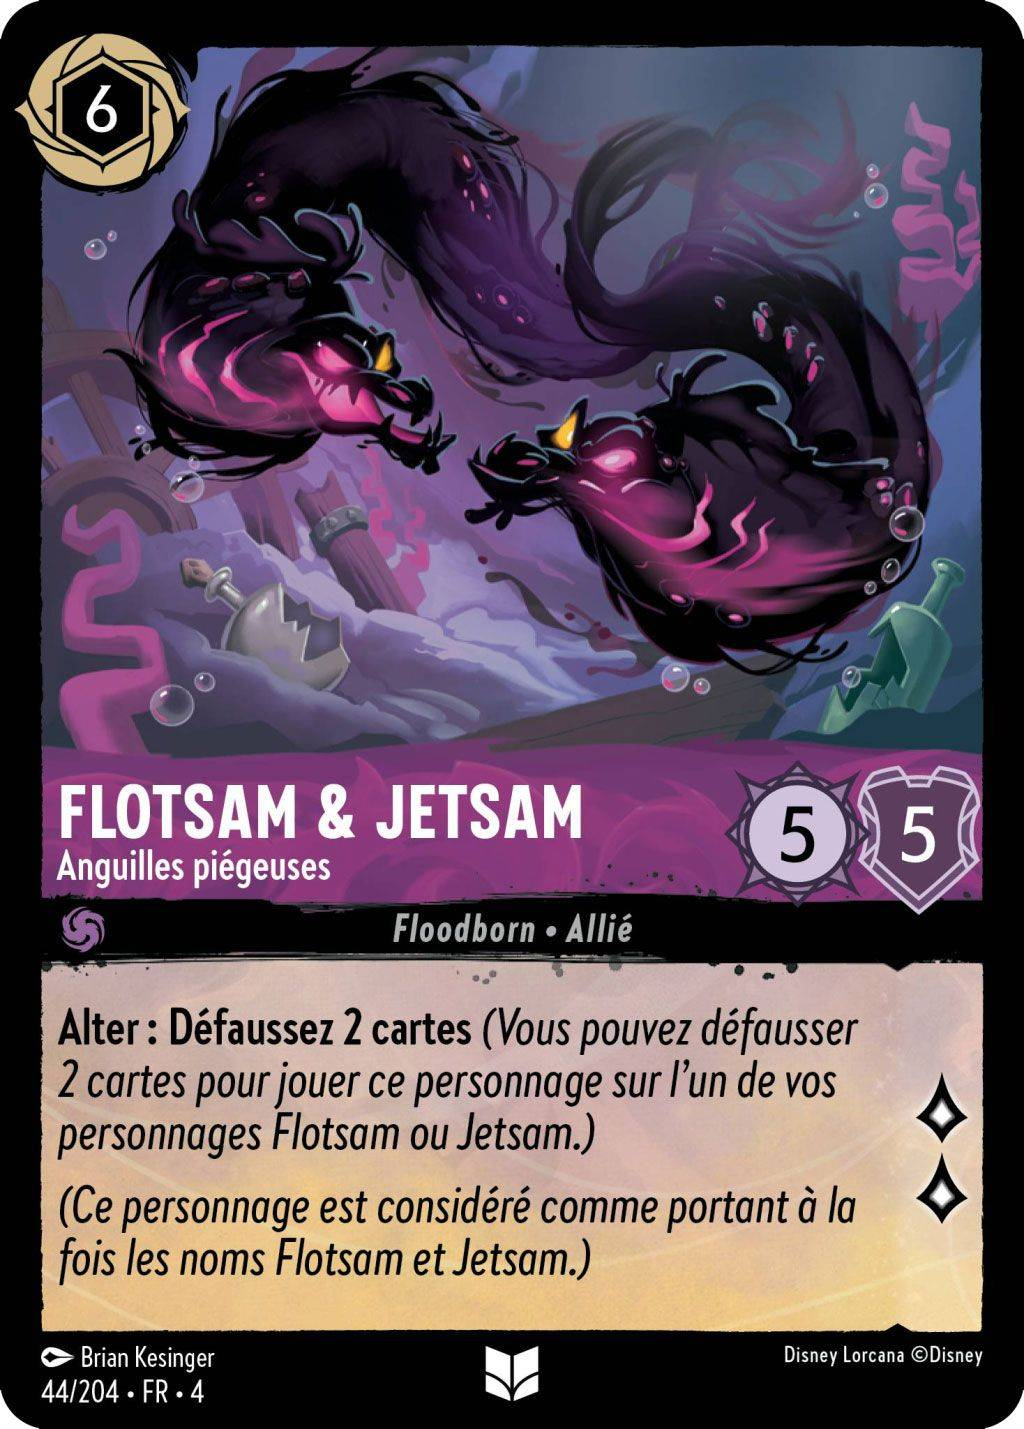 6
FLOTSAM & JETSAM
Anguilles piégeuses
5 5
Floodborn • Allié
Alter : Défaussez 2 cartes (Vous pouvez défausser
2 cartes pour jouer ce personnage sur l’un de vos
personnages Flotsam ou Jetsam.)
(Ce personnage est considéré comme portant à la
fois les noms Flotsam et Jetsam.)
Brian Kesinger
Disney Lorcana ©Disney
44/204 • FR • 4